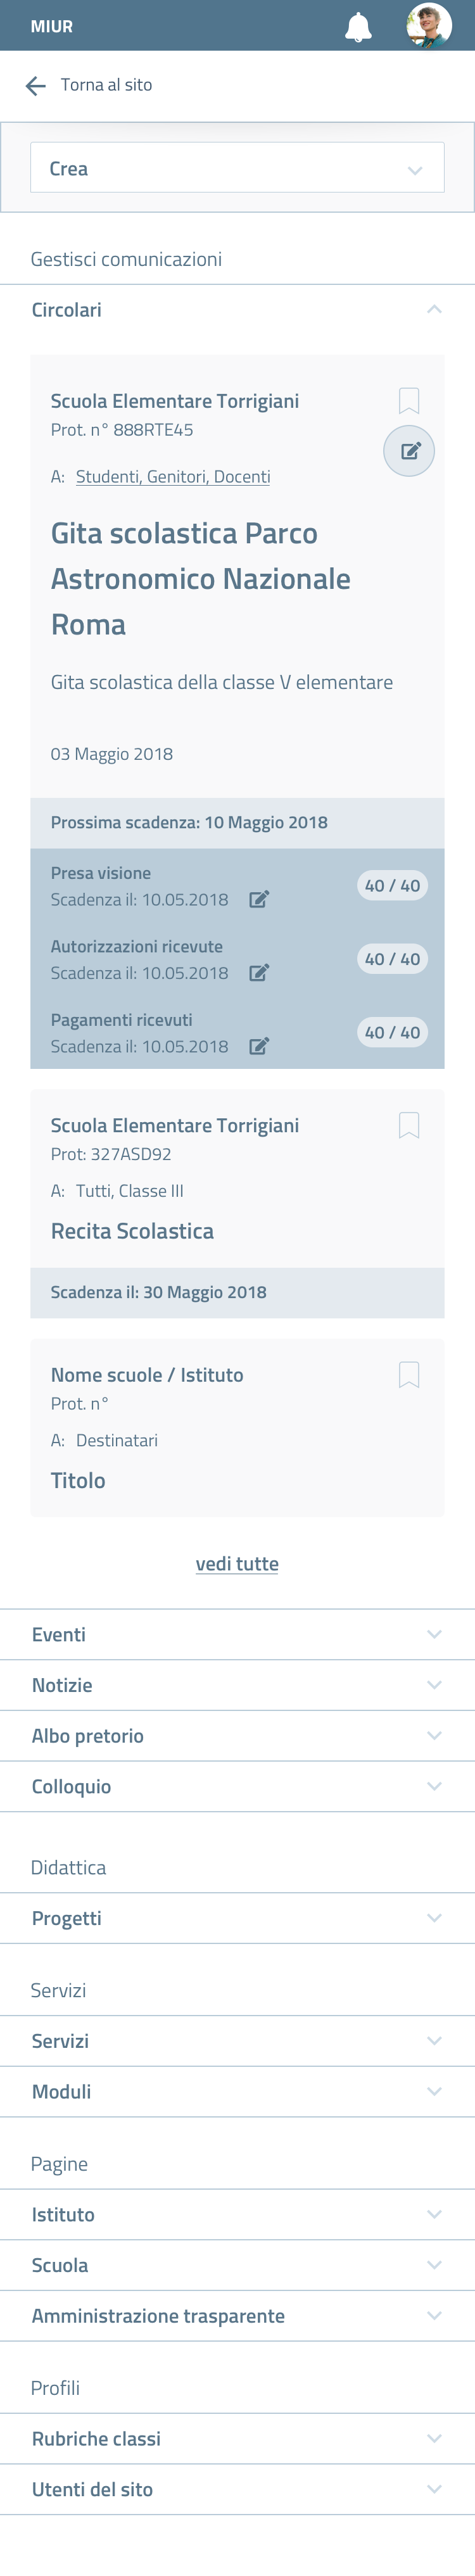 MIUR
Torna al sito
Crea
Gestisci comunicazioni
Circolari
Scuola Elementare Torrigiani
Prot. n° 888RTE45
A: Studenti, Genitori, Docenti
Gita scolastica Parco
Astronomico Nazionale
Roma
Gita scolastica della classe V elementare
03 Maggio 2018
Prossima scadenza: 10 Maggio 2018
Presa visione
Scadenza il: 10.05.2018
40 / 40
Autorizzazioni ricevute
Scadenza il: 10.05.2018
40 / 40
Pagamenti ricevuti
Scadenza il: 10.05.2018
40 / 40
Scuola Elementare Torrigiani
Prot: 327ASD92
A: Tutti, Classe III
Recita Scolastica
Scadenza il: 30 Maggio 2018
Nome scuole / Istituto
Prot. n°
A: Destinatari
Titolo
vedi tutte
Eventi
Notizie
Albo pretorio
Colloquio
Didattica
Progetti
Servizi
Servizi
Moduli
Pagine
Istituto
Scuola
Amministrazione trasparente
Profili
Rubriche classi
Utenti del sito